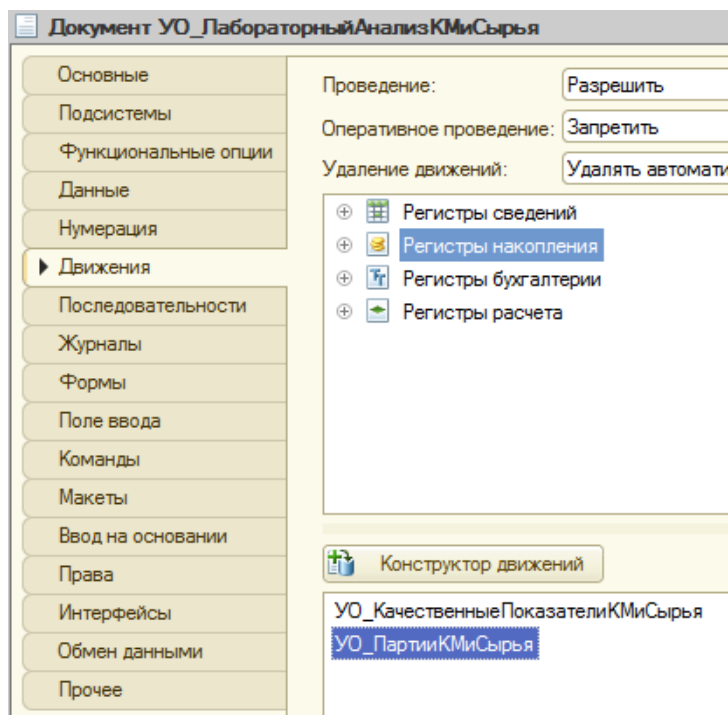 Документ УО_ЛабораторныйАнализКМиСырья
Основные
Подсистемы
Функциональные опции
Данные
Нумерация
Движения
Последовательности
Журналы
Формы
Поле ввода
Команды
Макеты
Ввод на основании
Права
Интерфейсы
Обмен данными
Прочее
Проведение: Разрешить
Оперативное проведение: Запретить
Удаление движений: Удалять автомати
Регистры сведений
Регистры накопления
Регистры бухгалтерии
Регистры расчета
Конструктор движений
УО_КачественныеПоказателиКМиСырья
УО_ПартииКМиСырья